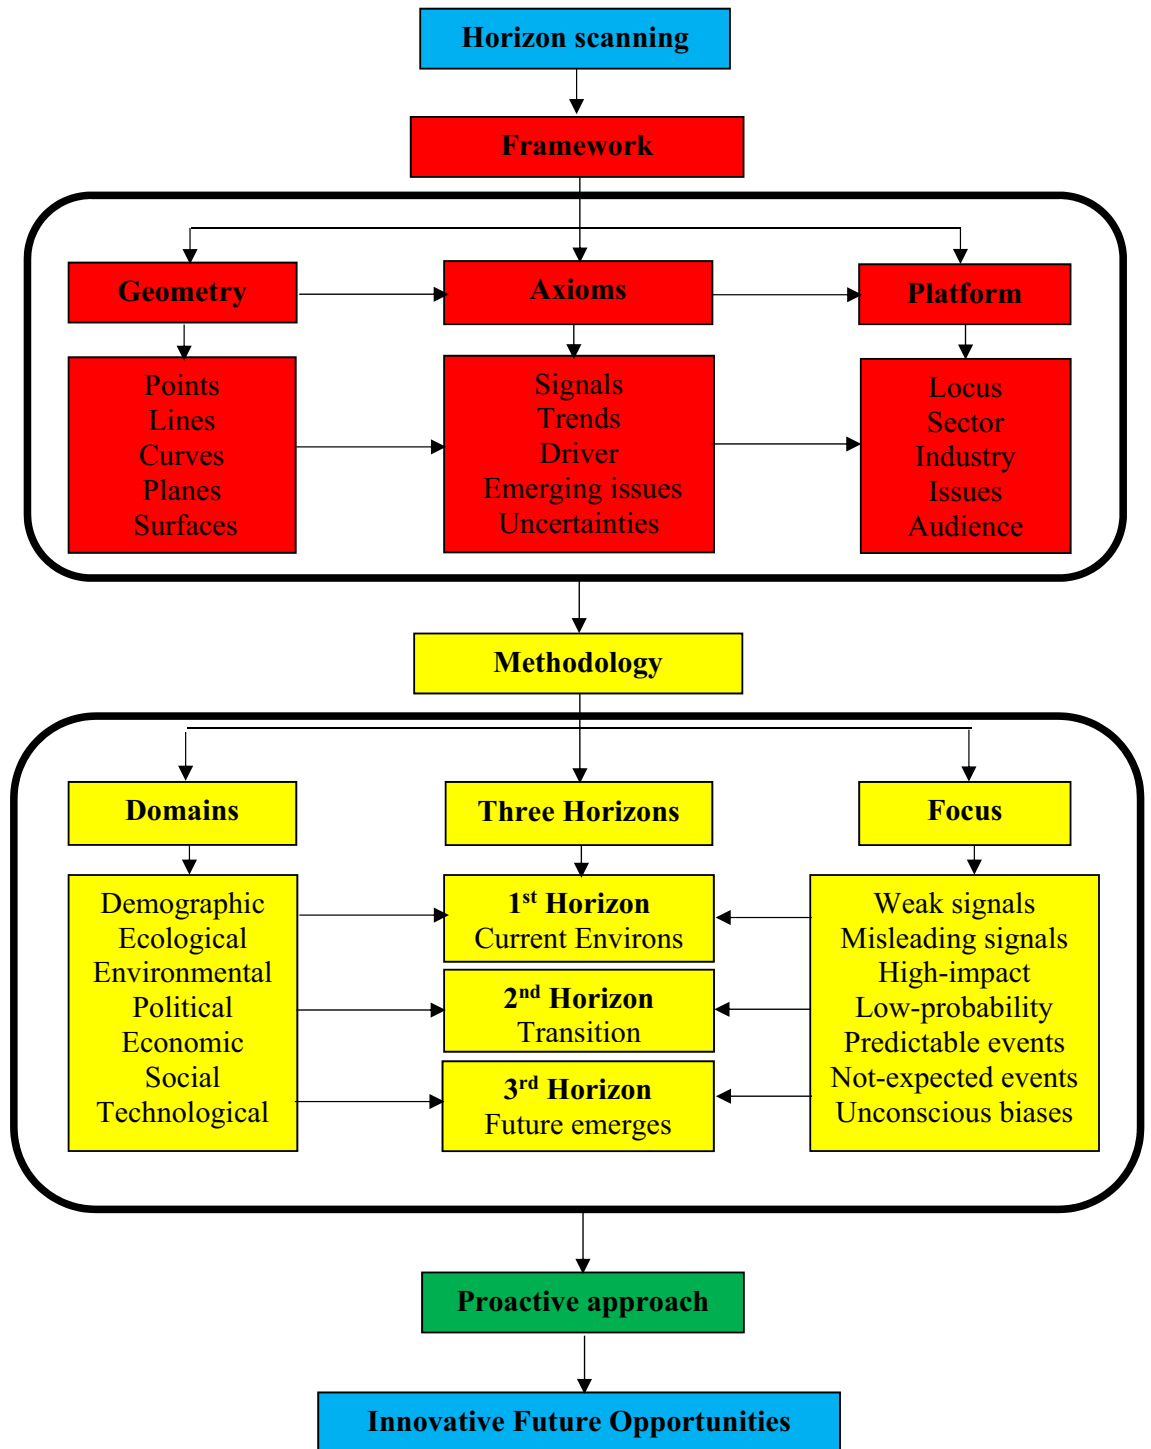 Horizon scanning
Framework
Geometry
Axioms
Platform
Points
Lines
Curves
Planes
Surfaces
Signals
Trends
Driver
Emerging issues
Uncertainties
Locus
Sector
Industry
Issues
Audience
Methodology
Domains
Three Horizons
Focus
Demographic
Ecological
Environmental
Political
Economic
Social
Technological
1st Horizon
Current Environs
2nd Horizon
Transition
3rd Horizon
Future emerges
Weak signals
Misleading signals
High-impact
Low-probability
Predictable events
Not-expected events
Unconscious biases
Proactive approach
Innovative Future Opportunities